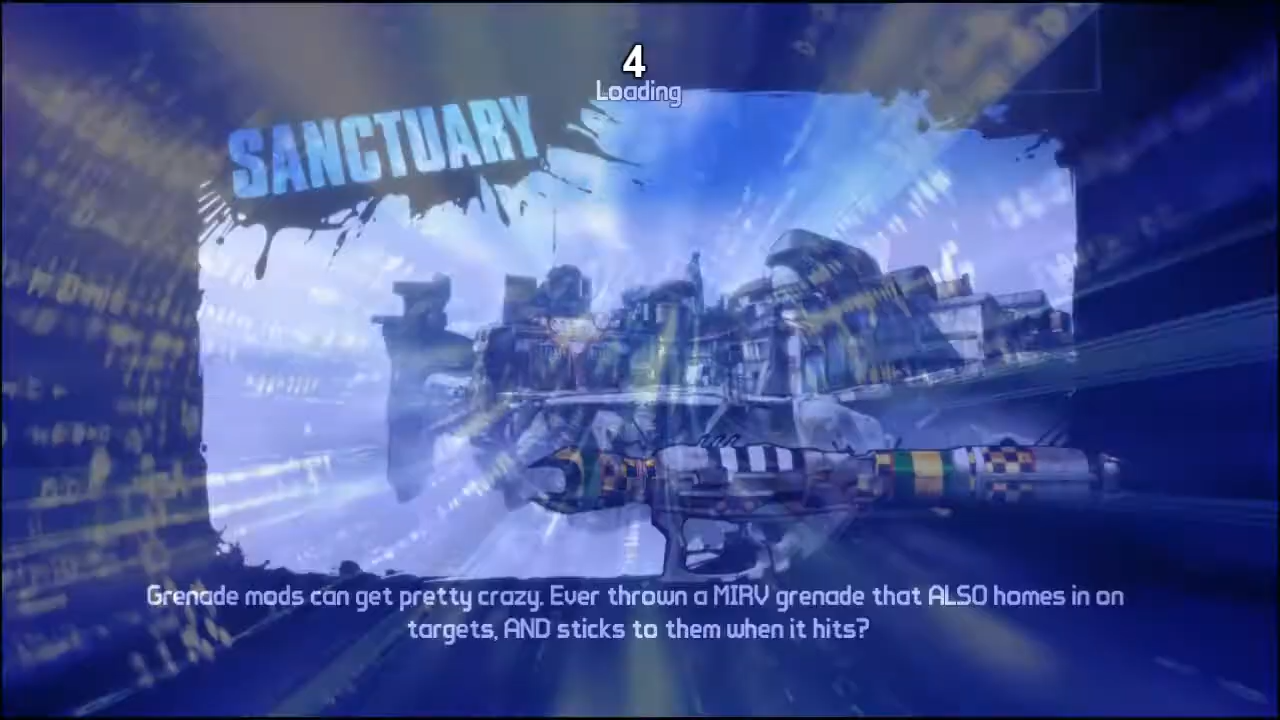 4
Loading
SANCTUARY
Grenade mods can get pretty crazy. Ever thrown a MIRV grenade that ALSO homes in on
targets, AND sticks to them when it hits?